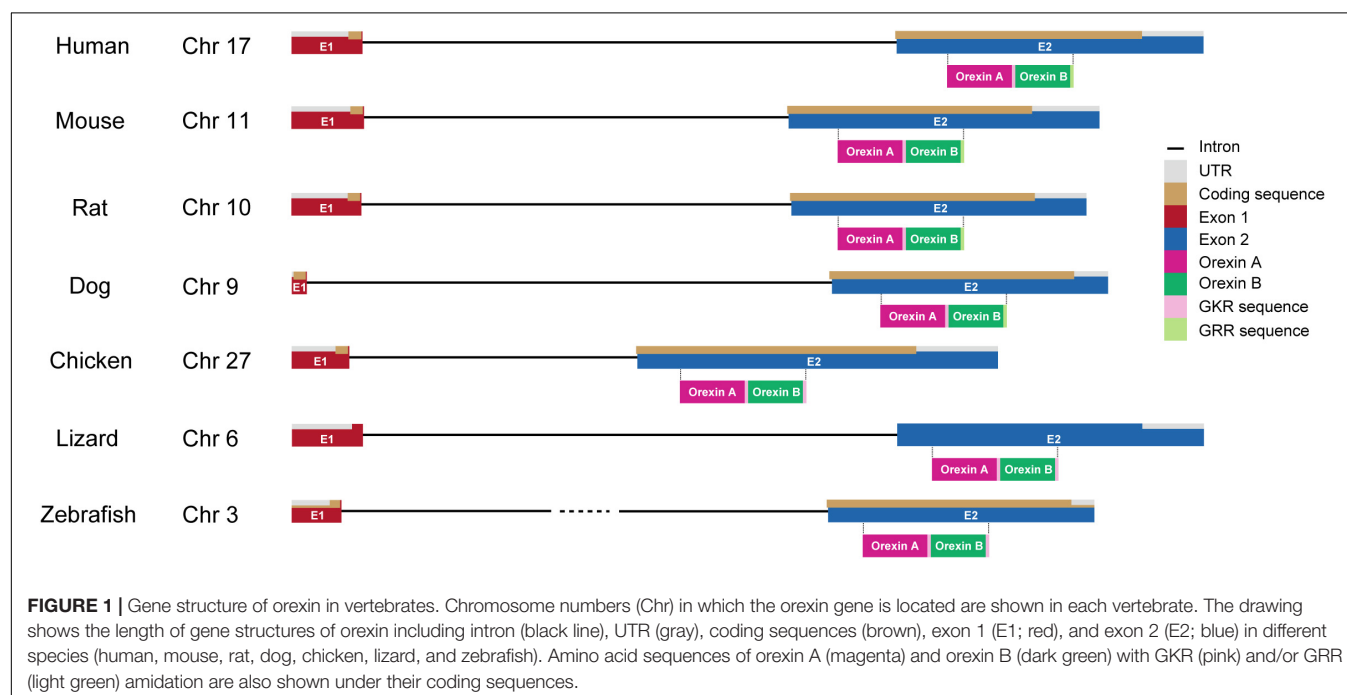 Human Chr 17 E1 E2
Orexin A Orexin B
Mouse Chr 11 E1 E2
Orexin A Orexin B
Rat Chr 10 E1 E2
Orexin A Orexin B
Dog Chr 9 E1 E2
Orexin A Orexin B
Chicken Chr 27 E1 E2
Orexin A Orexin B
Lizard Chr 6 E1 E2
Orexin A Orexin B
Zebrafish Chr 3 E1 E2
Orexin A Orexin B
Intron
UTR
Coding sequence
Exon 1
Exon 2
Orexin A
Orexin B
GKR sequence
GRR sequence
FIGURE 1 | Gene structure of orexin in vertebrates. Chromosome numbers (Chr) in which the orexin gene is located are shown in each vertebrate. The drawing
shows the length of gene structures of orexin including intron (black line), UTR (gray), coding sequences (brown), exon 1 (E1; red), and exon 2 (E2; blue) in different
species (human, mouse, rat, dog, chicken, lizard, and zebrafish). Amino acid sequences of orexin A (magenta) and orexin B (dark green) with GKR (pink) and/or GRR
(light green) amidation are also shown under their coding sequences.